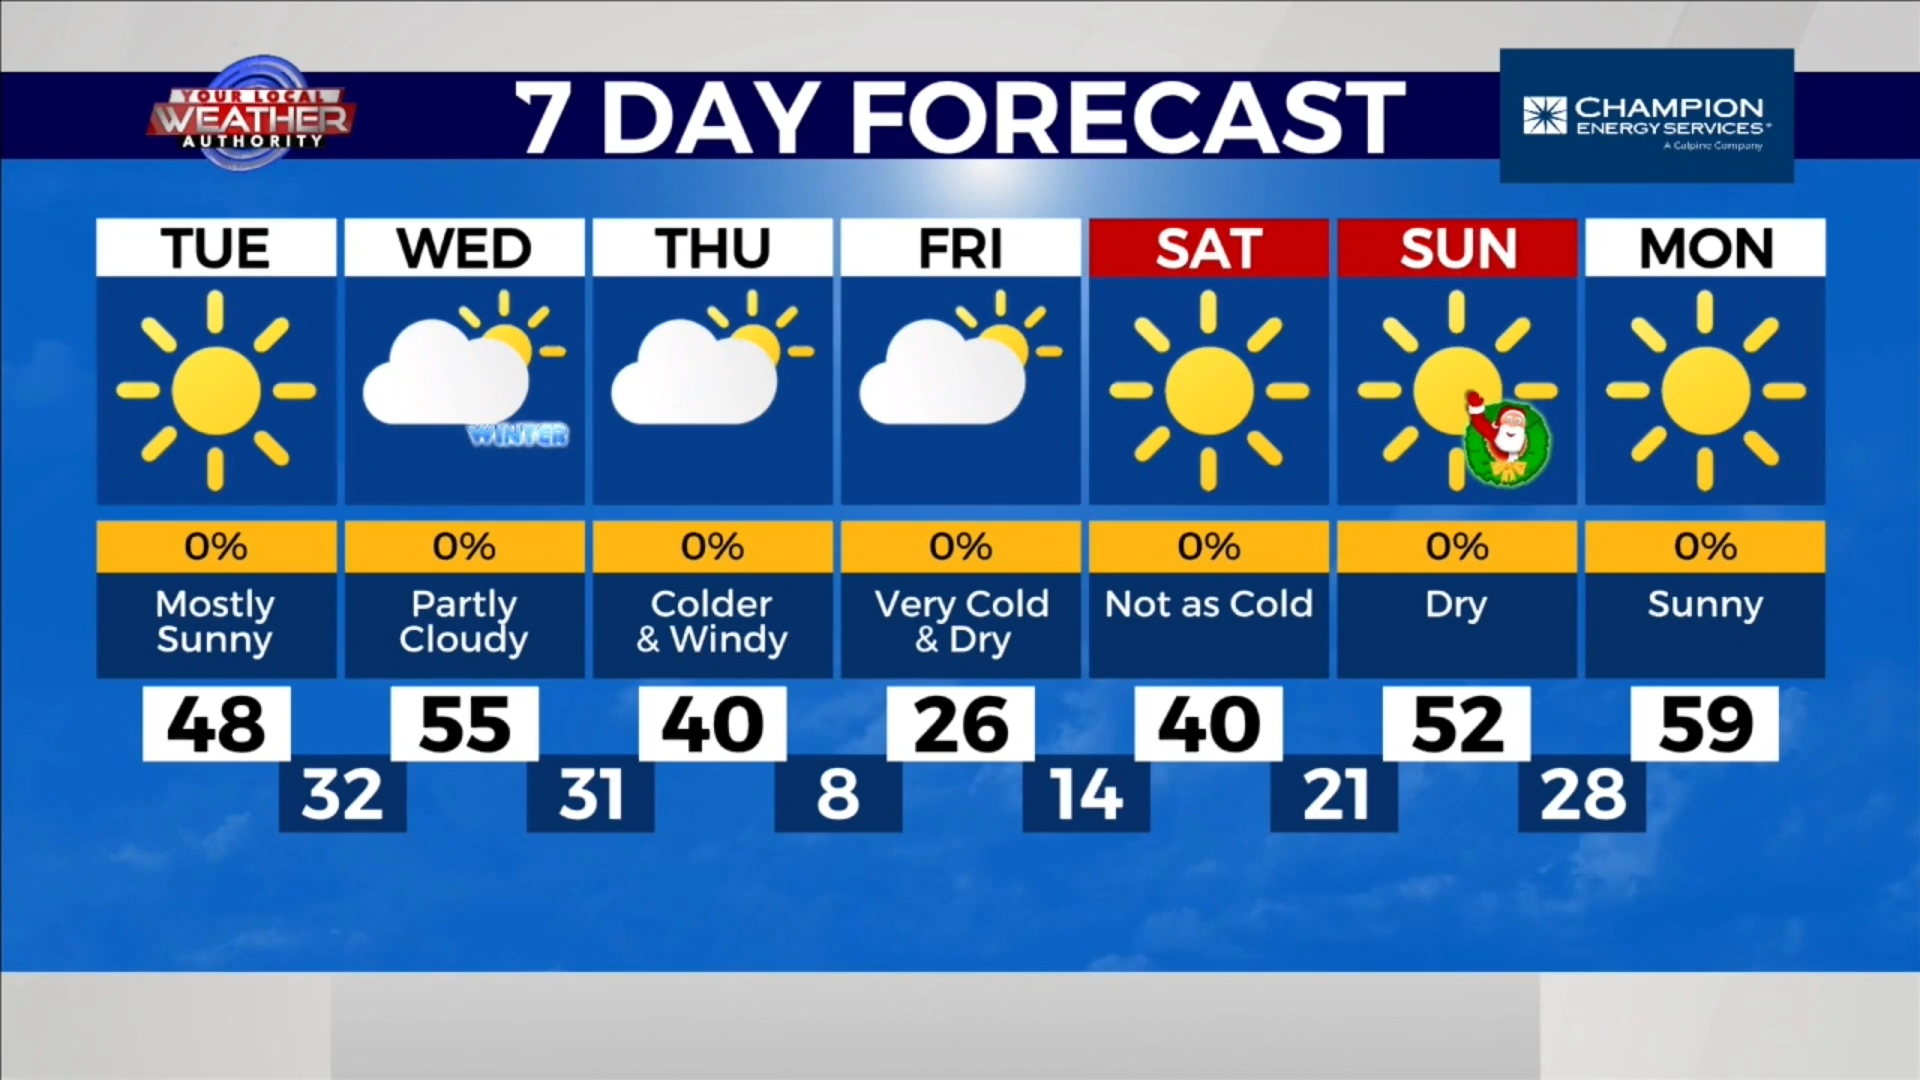 YOUR LOCAL
WEATHER
AUTHORITY
7 DAY FORECAST
CHAMPION
ENERGY SERVICES
A Calpine Company
TUE
WED
THU
FRI
SAT
SUN
MON
WINTER
0%
0%
0%
0%
0%
0%
0%
Mostly
Sunny
Partly
Cloudy
Colder
& Windy
Very Cold
& Dry
Not as Cold
Dry
Sunny
48
55
40
26
40
52
59
32
31
8
14
21
28